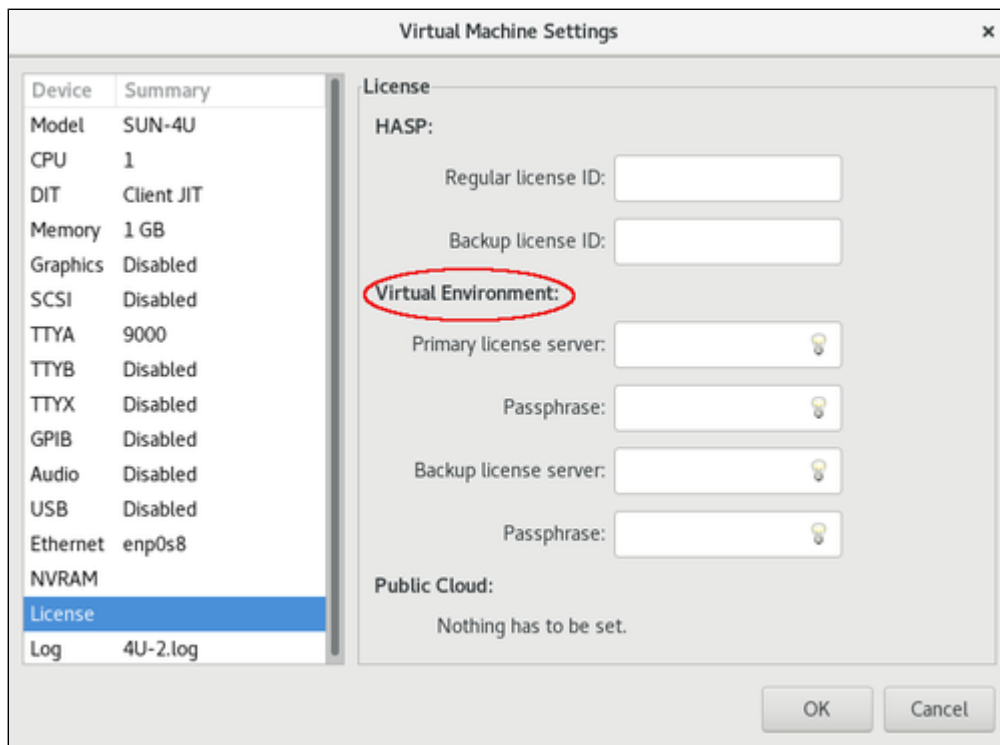 Virtual Machine Settings ×
Device Summary
Model SUN-4U
CPU 1
DIT Client JIT
Memory 1 GB
Graphics Disabled
SCSI Disabled
TTYA 9000
TTYB Disabled
TTYX Disabled
GPIB Disabled
Audio Disabled
USB Disabled
Ethernet enp0s8
NVRAM
License
Log 4U-2.log
License
HASP:
Regular license ID:
Backup license ID:
Virtual Environment:
Primary license server:
Passphrase:
Backup license server:
Passphrase:
Public Cloud:
Nothing has to be set.
OK Cancel